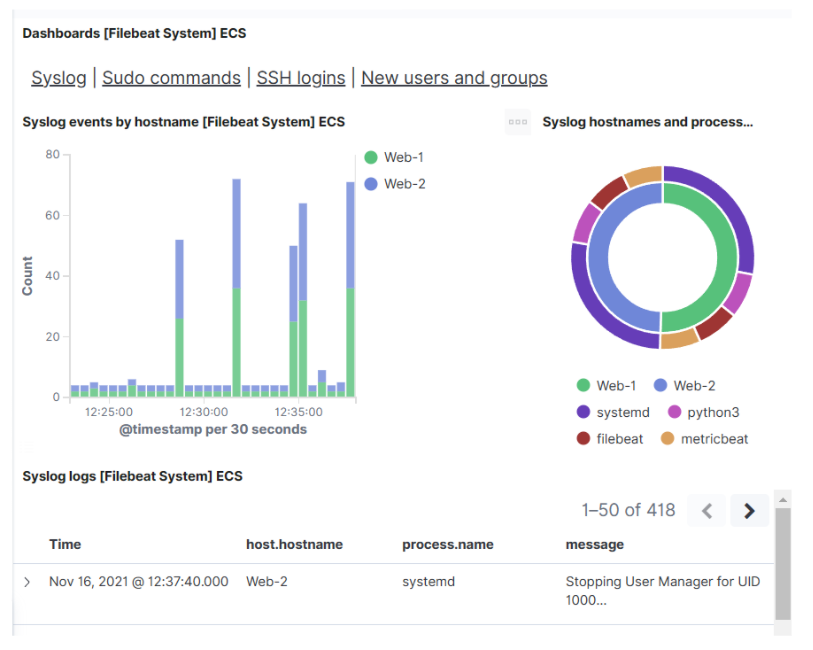 Dashboards [Filebeat System] ECS
Syslog | Sudo commands | SSH logins | New users and groups
Syslog events by hostname [Filebeat System] ECS
Syslog hostnames and process...
80
60
40
20
0
Count
12:25:00 12:30:00 12:35:00
@timestamp per 30 seconds
Web-1
Web-2
Web-1 Web-2
systemd python3
filebeat metricbeat
Syslog logs [Filebeat System] ECS
1–50 of 418
Time host.hostname process.name message
Nov 16, 2021 @ 12:37:40.000 Web-2 systemd Stopping User Manager for UID
1000...